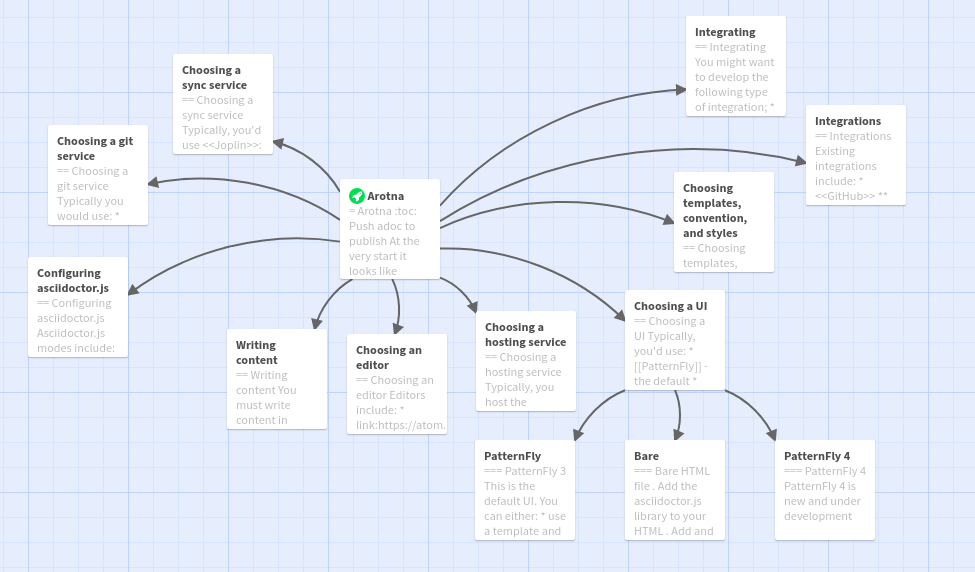 Integrating
== Integrating
You might want
to develop the
following type
of integration; *
Choosing a
sync service
== Choosing a
sync service
Typically, you'd
use <<Joplin>>:
Integrations
== Integrations
Existing
integrations
include: *
<<GitHub>> **
Choosing a git
service
== Choosing a
git service
Typically you
would use: *
Arotna
= Arotna :toc:
Push adoc to
publish At the
very start it
looks like
Choosing
templates,
convention,
and styles
== Choosing
templates,
Configuring
asciidoctor.js
== Configuring
asciidoctor.js
Asciidoctor.js
modes include:
Choosing a UI
== Choosing a
UI Typically,
you'd use: *
[[PatternFly]] -
the default *
Writing
content
== Writing
content You
must write
content in
Choosing an
editor
== Choosing an
editor Editors
include: *
link:https://atom.
Choosing a
hosting service
== Choosing a
hosting service
Typically, you
host the
PatternFly
=== PatternFly 3
This is the
default UI. You
can either: * use
a template and
Bare
=== Bare HTML
file . Add the
asciidoctor.js
library to your
HTML . Add and
PatternFly 4
=== PatternFly 4
PatternFly 4 is
new and under
development